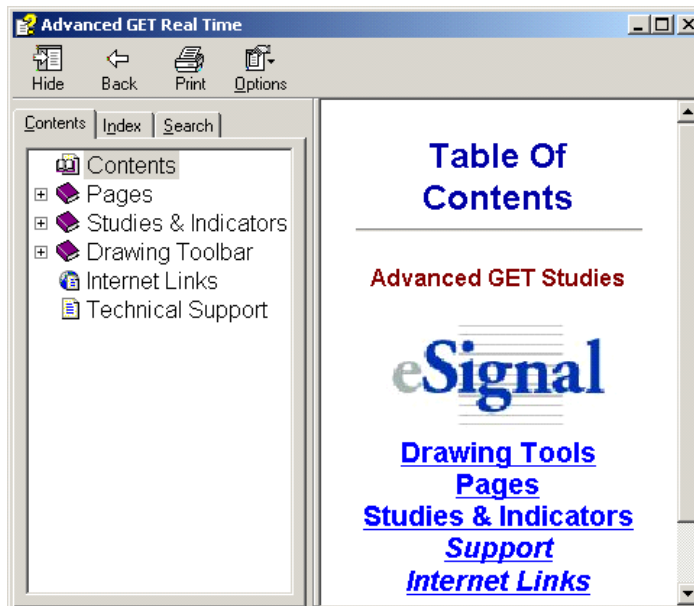 Advanced GET Real Time
Hide Back Print Options
Contents Index Search
Contents
Pages
Studies & Indicators
Drawing Toolbar
Internet Links
Technical Support
Table Of
Contents
Advanced GET Studies
eSignal
Drawing Tools
Pages
Studies & Indicators
Support
Internet Links